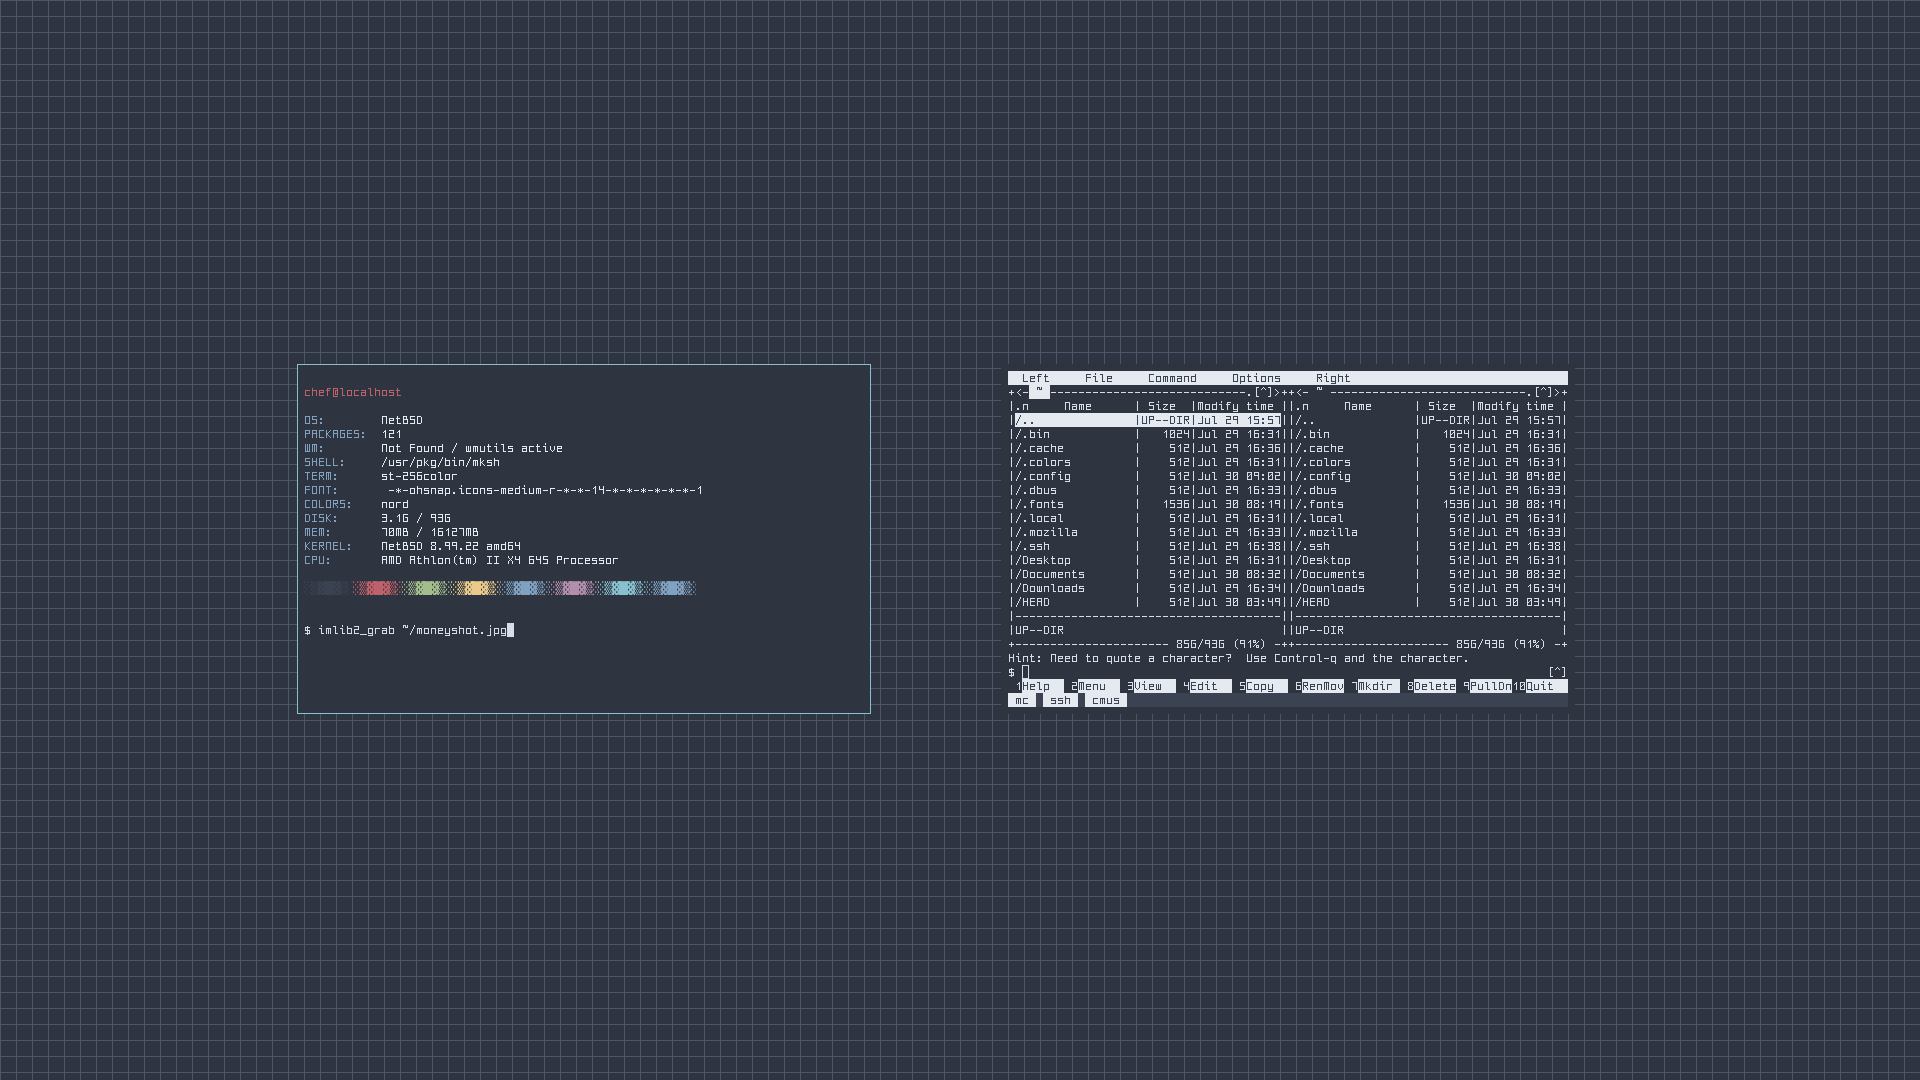 chef@localhost
OS: NetBSD
PACKAGES: 121
WM: Not Found / wmutils active
SHELL: /usr/pkg/bin/mksh
TERM: st-256color
FONT: -*-ohsnap.icons-medium-r-*-*-14-*-*-*-*-*-*-1
COLORS: nord
DISK: 3.1G / 93G
MEM: 70MB / 16127MB
KERNEL: NetBSD 8.99.22 amd64
CPU: AMD Athlon(tm) II X4 645 Processor
$ imlib2_grab ~/moneyshot.jpg
Left File Command Options Right
+<- ~ ----------------------------.[^]>++<- ~ ----------------------------.[^]>+
|.n Name | Size |Modify time ||.n Name | Size |Modify time |
|/.. |UP--DIR|Jul 29 15:57||/.. |UP--DIR|Jul 29 15:57|
|/.bin | 1024|Jul 29 16:31||/.bin | 1024|Jul 29 16:31|
|/.cache | 512|Jul 29 16:36||/.cache | 512|Jul 29 16:36|
|/.colors | 512|Jul 29 16:31||/.colors | 512|Jul 29 16:31|
|/.config | 512|Jul 30 09:02||/.config | 512|Jul 30 09:02|
|/.dbus | 512|Jul 29 16:33||/.dbus | 512|Jul 29 16:33|
|/.fonts | 1536|Jul 30 08:19||/.fonts | 1536|Jul 30 08:19|
|/.local | 512|Jul 29 16:31||/.local | 512|Jul 29 16:31|
|/.mozilla | 512|Jul 29 16:33||/.mozilla | 512|Jul 29 16:33|
|/.ssh | 512|Jul 29 16:38||/.ssh | 512|Jul 29 16:38|
|/Desktop | 512|Jul 29 16:31||/Desktop | 512|Jul 29 16:31|
|/Documents | 512|Jul 30 08:32||/Documents | 512|Jul 30 08:32|
|/Downloads | 512|Jul 29 16:34||/Downloads | 512|Jul 29 16:34|
|/HEAD | 512|Jul 30 03:49||/HEAD | 512|Jul 30 03:49|
|--------------------------------------||--------------------------------------|
|UP--DIR ||UP--DIR |
+---------------------- 85G/93G (91%) -++---------------------- 85G/93G (91%) -+
Hint: Need to quote a character? Use Control-q and the character.
$ [^]
1Help 2Menu 3View 4Edit 5Copy 6RenMov 7Mkdir 8Delete 9PullDn 10Quit
mc ssh cmus